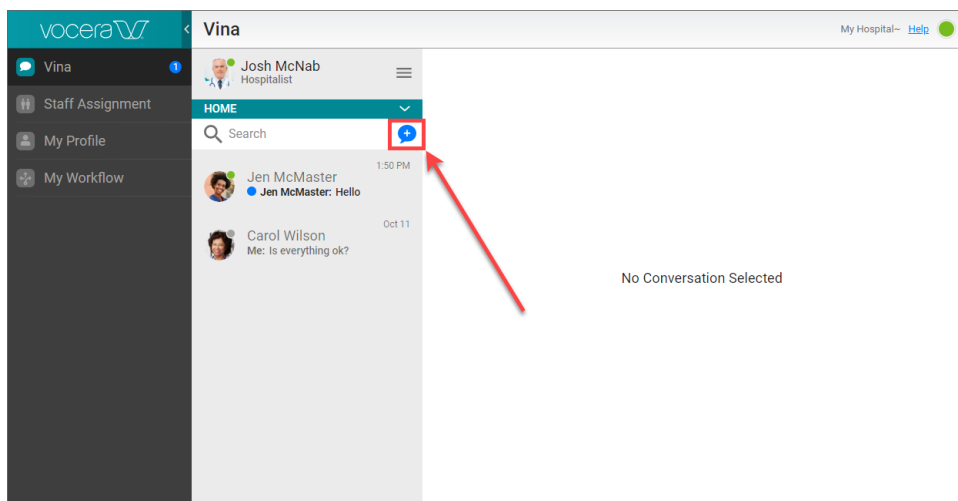 vocera
Vina
My Hospital~ Help
Vina 1
Staff Assignment
My Profile
My Workflow
Josh McNab
Hospitalist
HOME
Search
1:50 PM
Jen McMaster
Jen McMaster: Hello
Oct 11
Carol Wilson
Me: Is everything ok?
No Conversation Selected